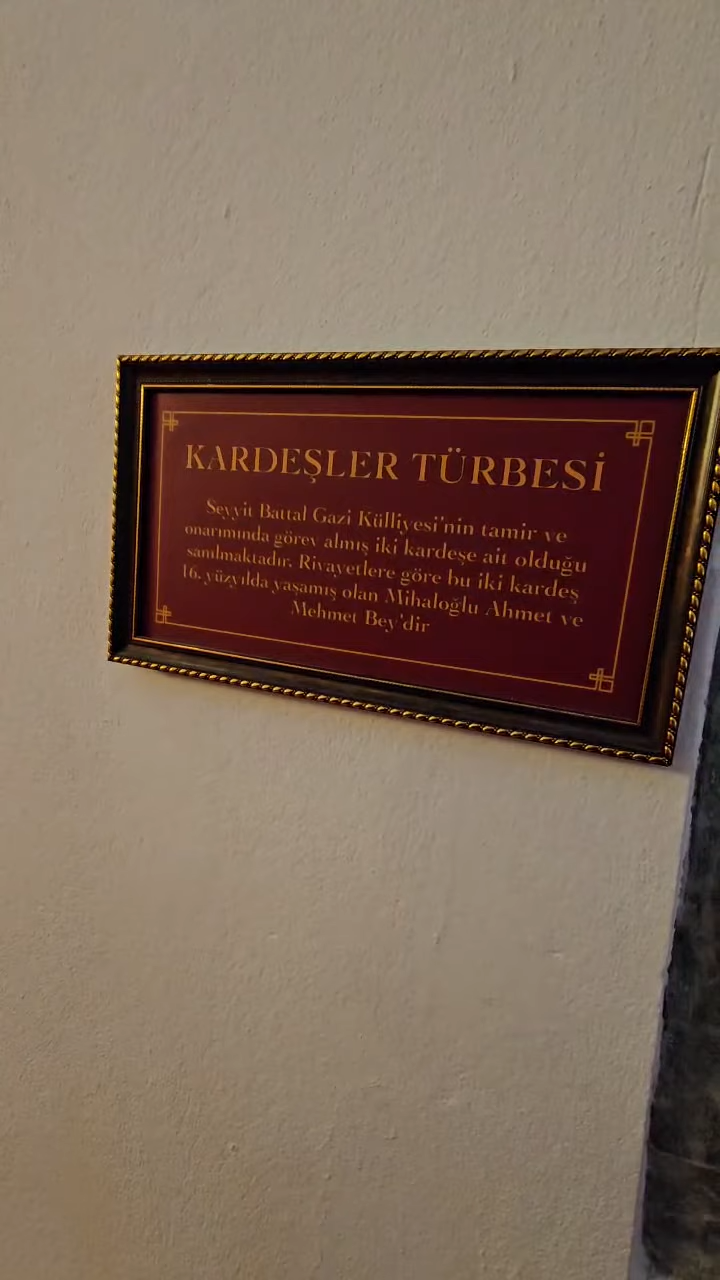 KARDEŞLER TÜRBESİ
Seyyit Battal Gazi Külliyesi'nin tamir ve
onarımında görev almış iki kardeşe ait olduğu
sanılmaktadır. Rivayetlere göre bu iki kardeş
16. yüzyılda yaşamış olan Mihaloğlu Ahmet ve
Mehmet Bey'dir